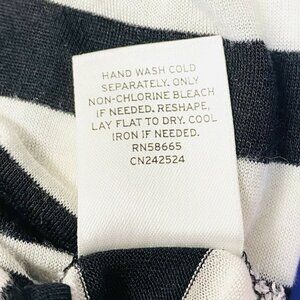 HAND WASH COLD
SEPARATELY. ONLY
NON-CHLORINE BLEACH
IF NEEDED. RESHAPE,
LAY FLAT TO DRY. COOL
IRON IF NEEDED.
RN58665
CN242524